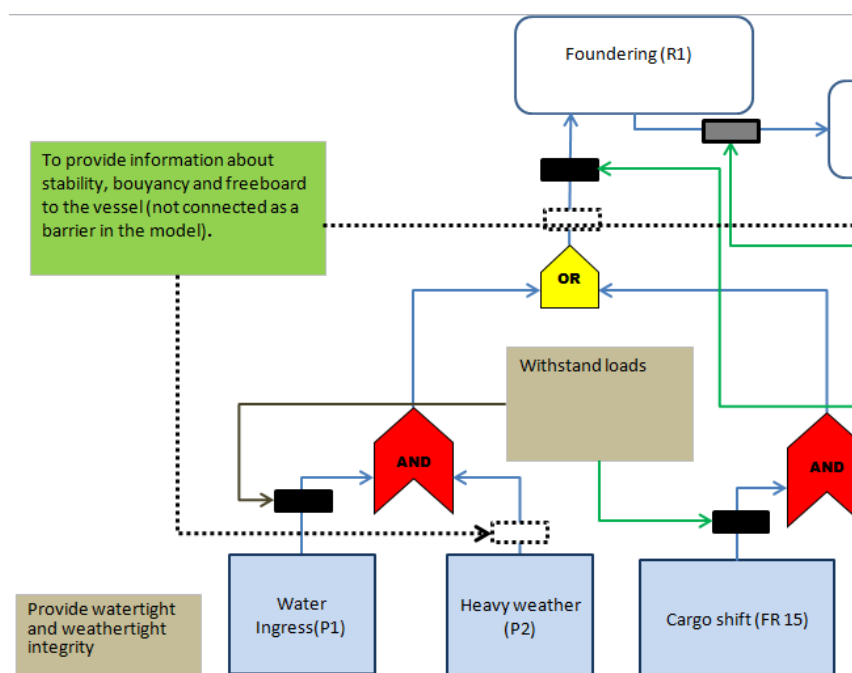 Foundering (R1)
To provide information about
stability, bouyancy and freeboard
to the vessel (not connected as a
barrier in the model).
OR
Withstand loads
AND
AND
Water
Ingress(P1)
Heavy weather
(P2)
Cargo shift (FR 15)
Provide watertight
and weathertight
integrity